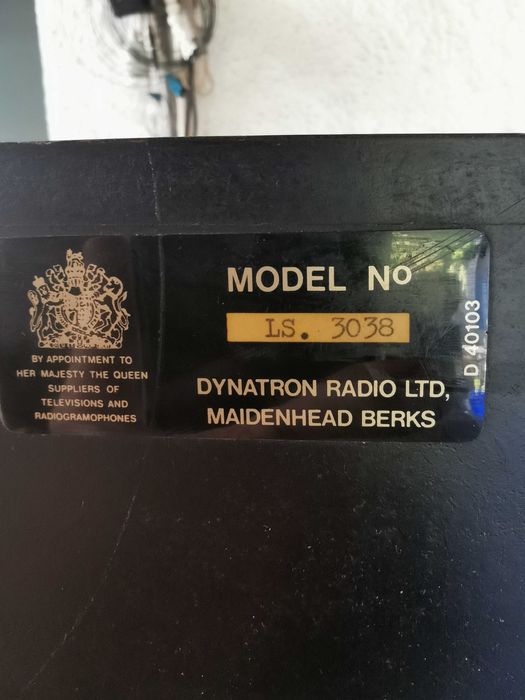 BY APPOINTMENT TO
HER MAJESTY THE QUEEN
SUPPLIERS OF
TELEVISIONS AND
RADIOGRAMOPHONES
MODEL No
LS. 3038
DYNATRON RADIO LTD,
MAIDENHEAD BERKS
D 40103